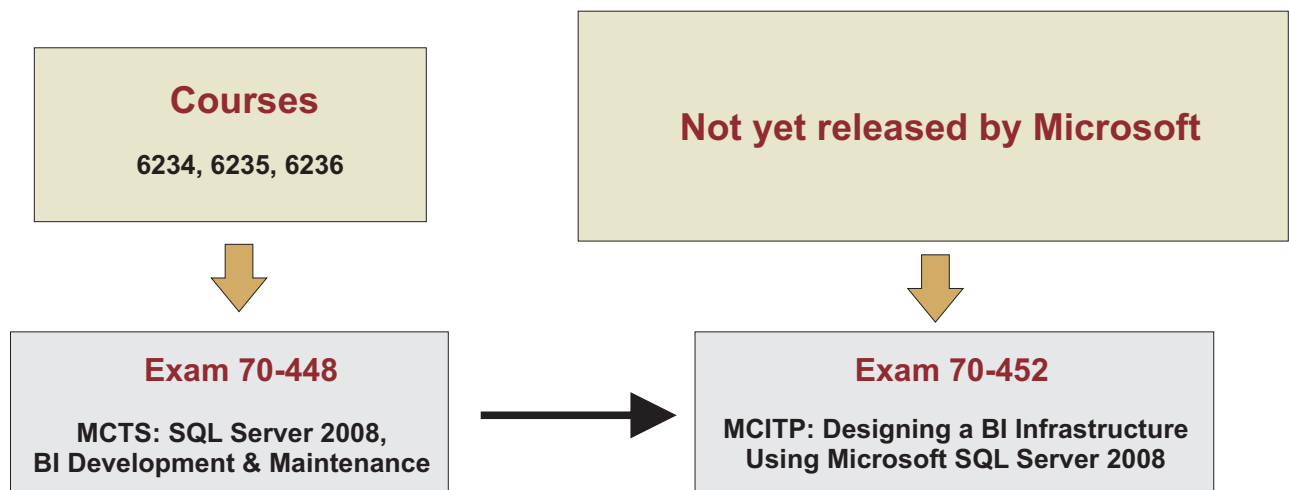 Courses
6234, 6235, 6236
Not yet released by Microsoft
Exam 70-448
MCTS: SQL Server 2008,
BI Development & Maintenance
Exam 70-452
MCITP: Designing a BI Infrastructure
Using Microsoft SQL Server 2008